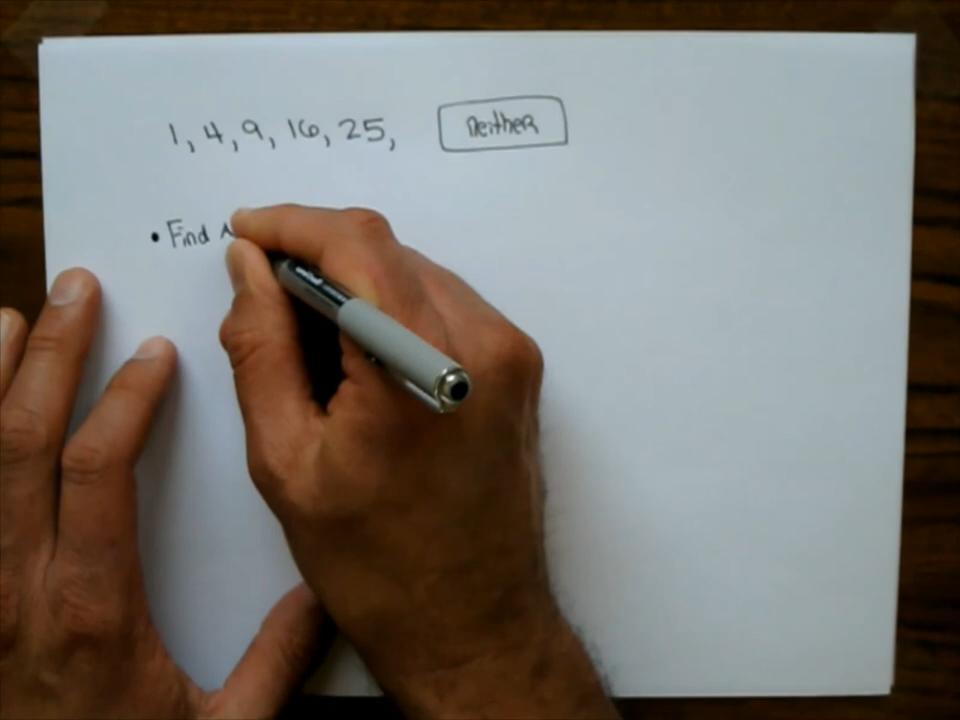 1, 4, 9, 16, 25, Neither
• Find